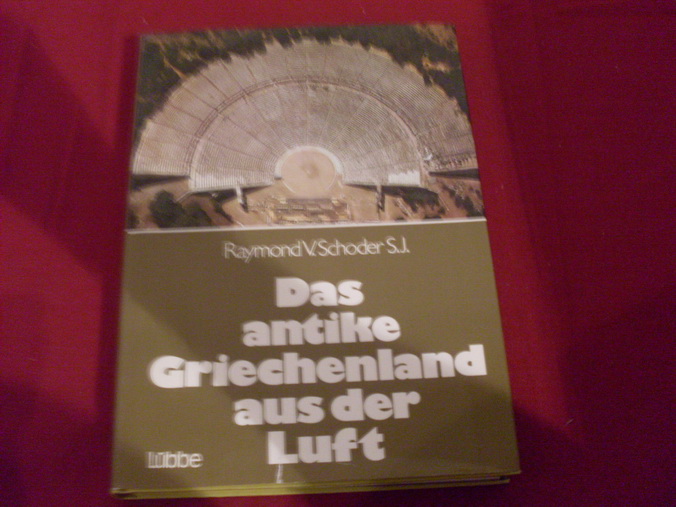 Raymond V. Schoder S.J.
Das
antike
Griechenland
aus der
Luft
Lübbe